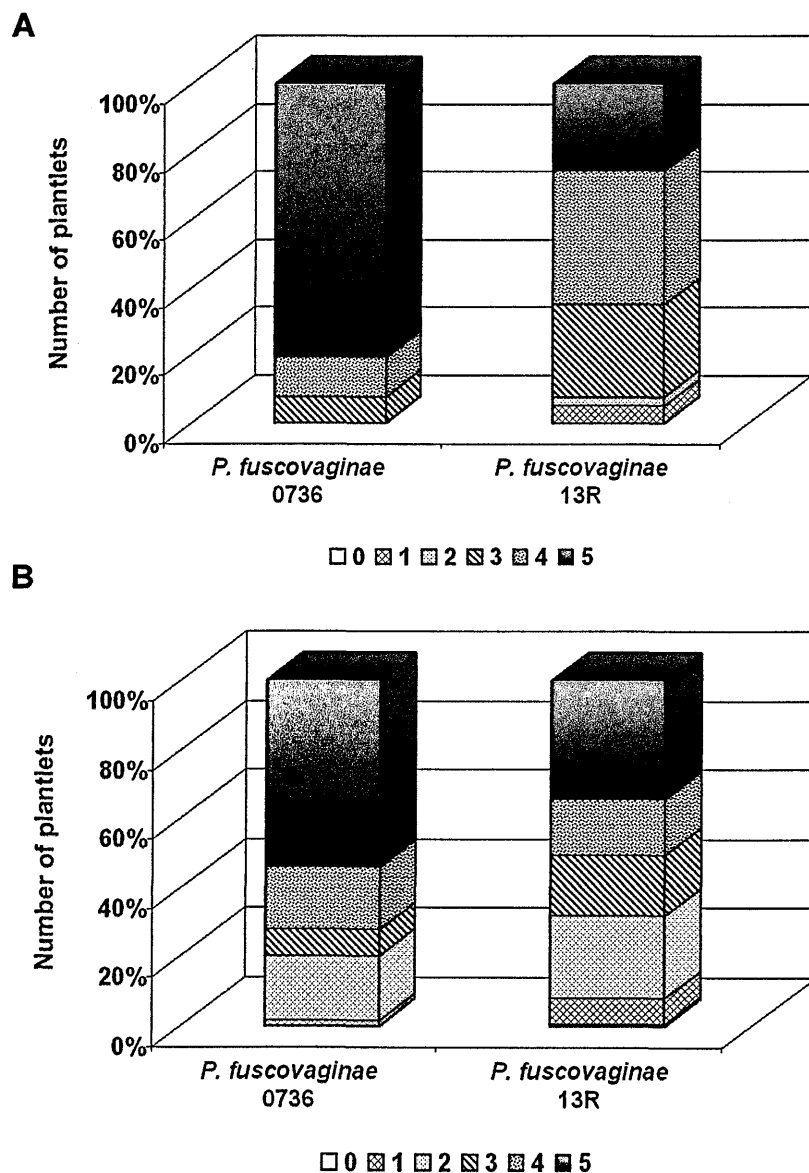 A
Number of plantlets
100%
80%
60%
40%
20%
0%
P. fuscovaginae
0736
P. fuscovaginae
13R
0 1 2 3 4 5
B
Number of plantlets
100%
80%
60%
40%
20%
0%
P. fuscovaginae
0736
P. fuscovaginae
13R
0 1 2 3 4 5